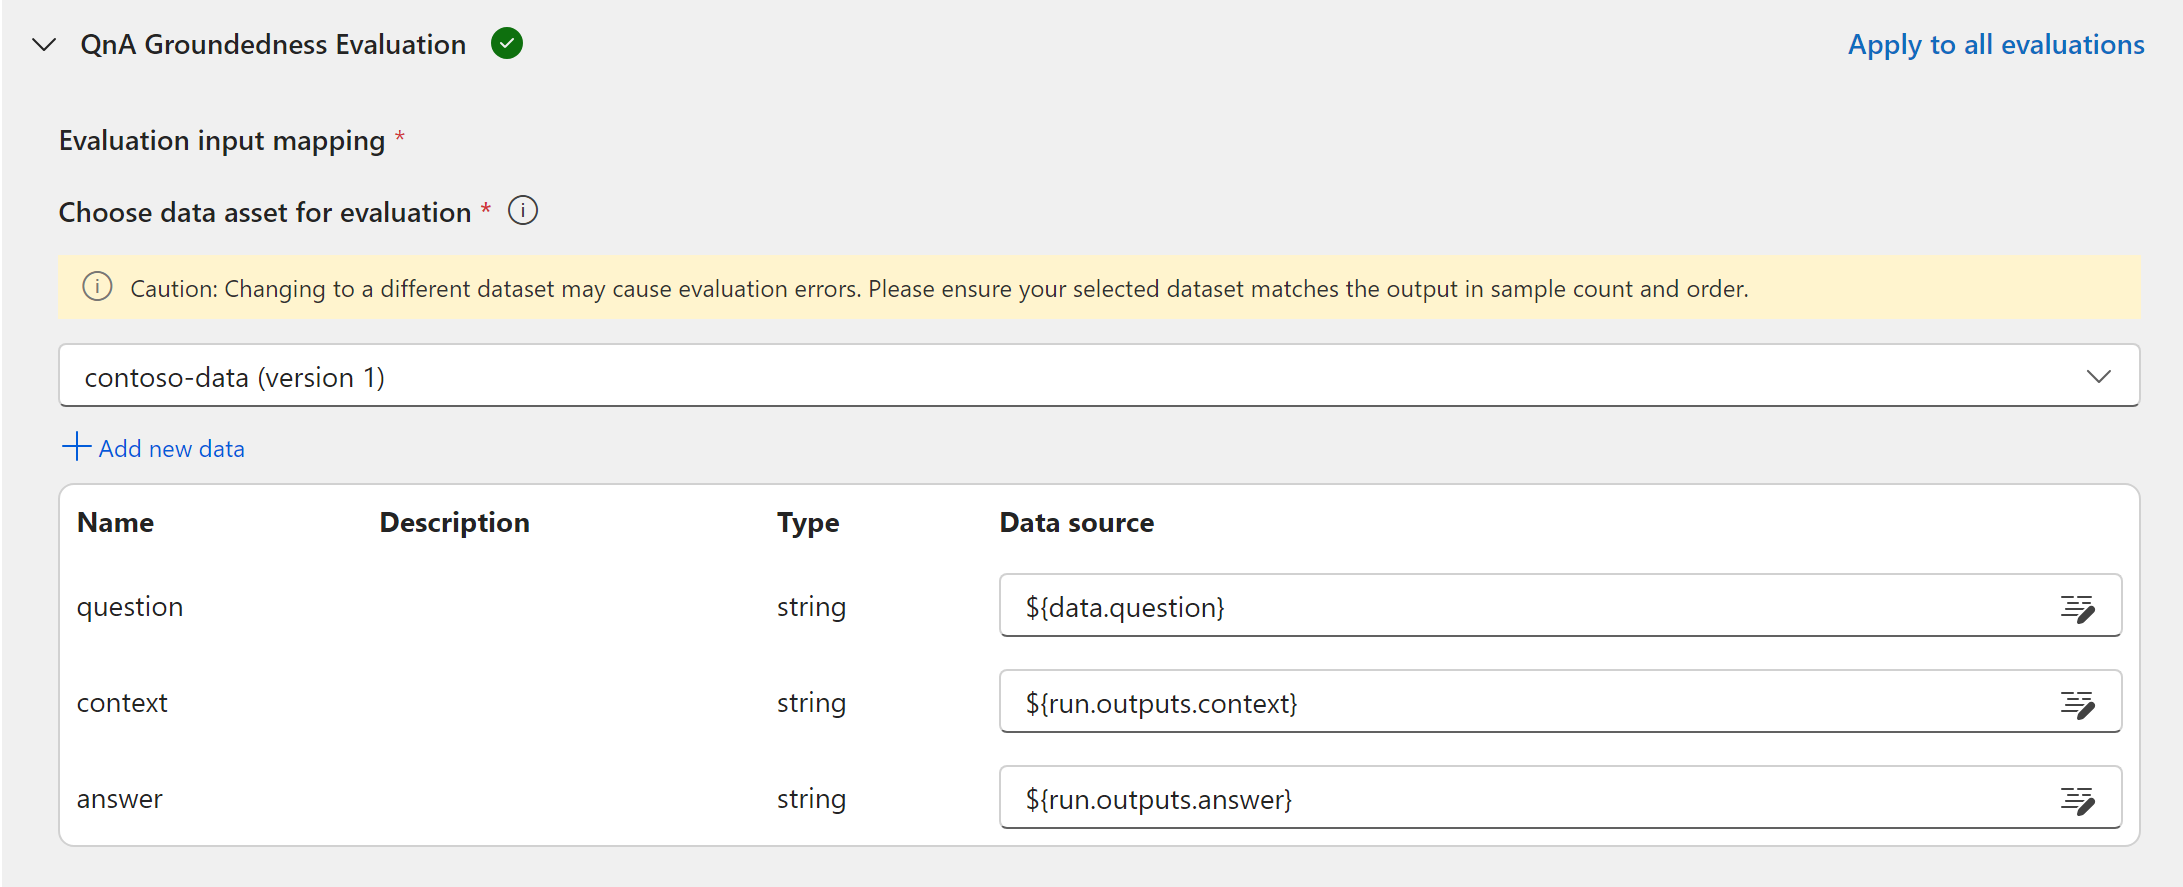 QnA Groundedness Evaluation
Apply to all evaluations
Evaluation input mapping *
Choose data asset for evaluation *
Caution: Changing to a different dataset may cause evaluation errors. Please ensure your selected dataset matches the output in sample count and order.
contoso-data (version 1)
Add new data
Name Description Type Data source
question string ${data.question}
context string ${run.outputs.context}
answer string ${run.outputs.answer}